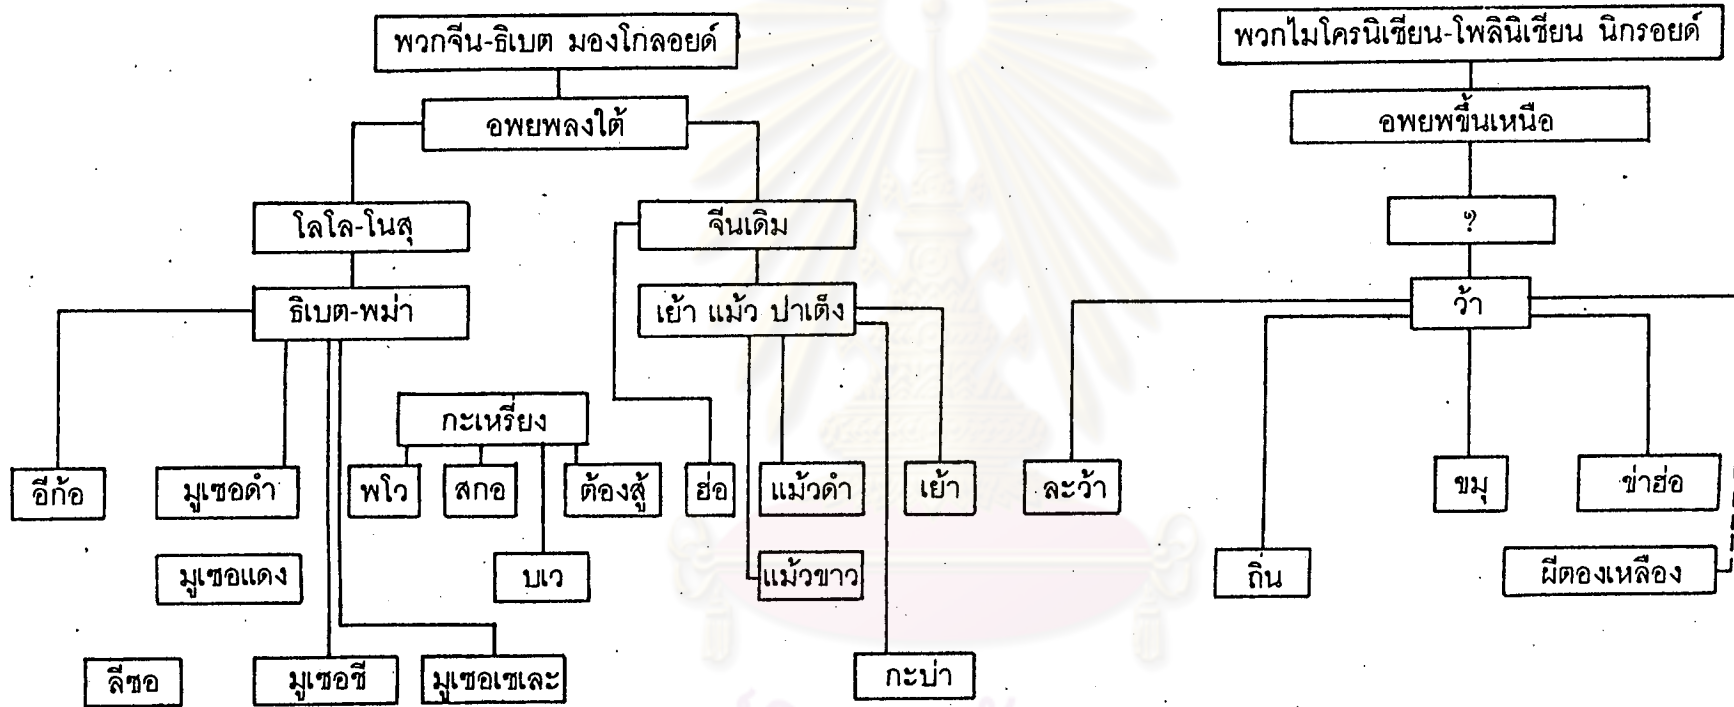 พวกจีน-ธิเบต มองโกลอยด์
พวกไมโครนิเซียน-โพลินิเซียน นิกรอยด์
อพยพลงใต้
อพยพขึ้นเหนือ
โลโล-โนสุ
จีนเดิม
?
ธิเบต-พม่า
เย้า แม้ว ปาเต็ง
ว้า
กะเหรี่ยง
อีก้อ
มูเซอดำ
พโว
สกอ
ต้องสู้
ฮ่อ
แม้วดำ
เย้า
ละว้า
ขมุ
ข่าฮ่อ
มูเซอแดง
บเว
แม้วขาว
ถิ่น
ผีตองเหลือง
ลีซอ
มูเซอชี
มูเซอเซเละ
กะบ่า